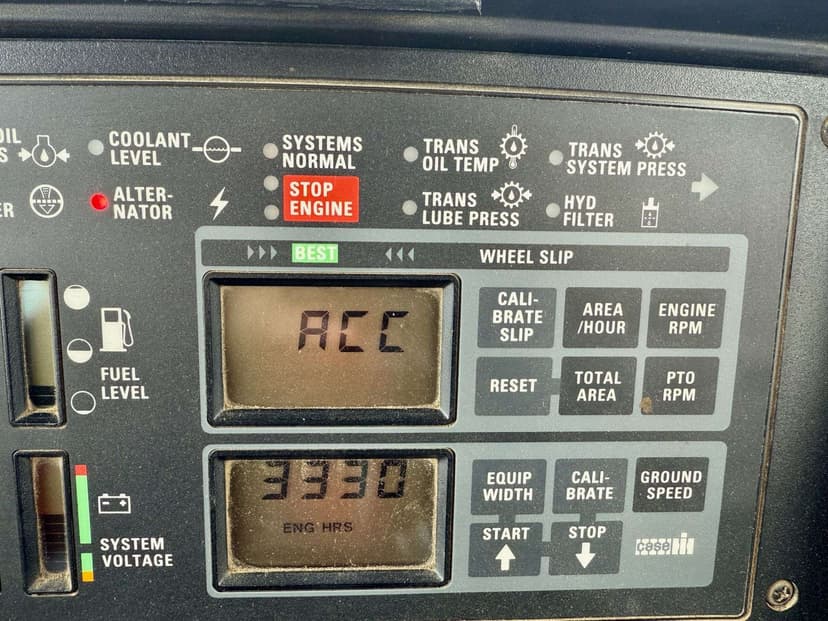 OIL
S
ER
COOLANT
LEVEL
ALTER-
NATOR
SYSTEMS
NORMAL
STOP
ENGINE
TRANS
OIL TEMP
TRANS
LUBE PRESS
TRANS
SYSTEM PRESS
HYD
FILTER
BEST
WHEEL SLIP
ACC
CALI-
BRATE
SLIP
AREA
/HOUR
ENGINE
RPM
RESET
TOTAL
AREA
PTO
RPM
FUEL
LEVEL
3330
ENG HRS
EQUIP
WIDTH
CALI-
BRATE
GROUND
SPEED
START
STOP
CASE IH
SYSTEM
VOLTAGE